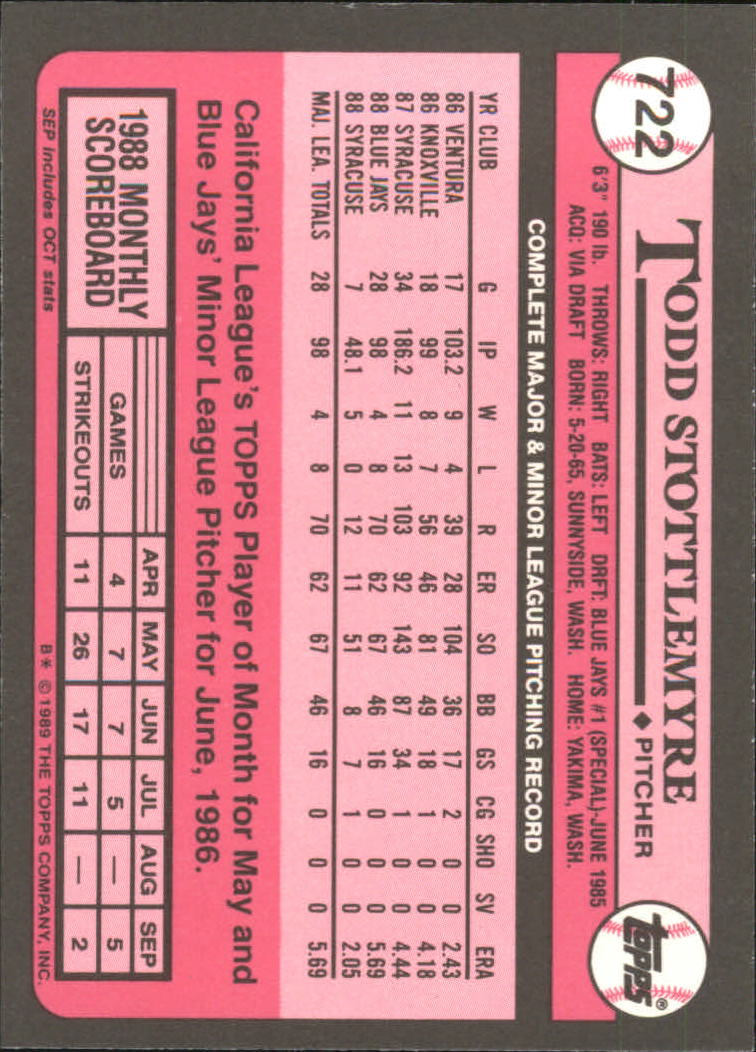 722
TODD STOTTLEMYRE
◆ PITCHER
topps®
6'3" 190 lb. THROWS: RIGHT BATS: LEFT DRFT: BLUE JAYS #1 (SPECIAL)-JUNE 1985
ACQ: VIA DRAFT BORN: 5-20-65, SUNNYSIDE, WASH. HOME: YAKIMA, WASH.
COMPLETE MAJOR & MINOR LEAGUE PITCHING RECORD
YR CLUB G IP W L R ER SO BB GS CG SHO SV ERA
86 VENTURA 17 103.2 9 4 39 28 104 36 17 2 0 0 2.43
86 KNOXVILLE 18 99 8 7 56 46 81 49 18 1 0 0 4.18
87 SYRACUSE 34 186.2 11 13 103 92 143 87 34 1 0 0 4.44
88 BLUE JAYS 28 98 4 8 70 62 67 46 16 0 0 0 5.69
88 SYRACUSE 7 48.1 5 0 12 11 51 8 7 1 0 0 2.05
MAJ. LEA. TOTALS 28 98 4 8 70 62 67 46 16 0 0 0 5.69
California League's TOPPS Player of Month for May and
Blue Jays' Minor League Pitcher for June, 1986.
1988 MONTHLY
SCOREBOARD
APR MAY JUN JUL AUG SEP
GAMES 4 7 7 5 — 5
STRIKEOUTS 11 26 17 11 — 2
SEP includes OCT stats
B* © 1989 THE TOPPS COMPANY, INC.